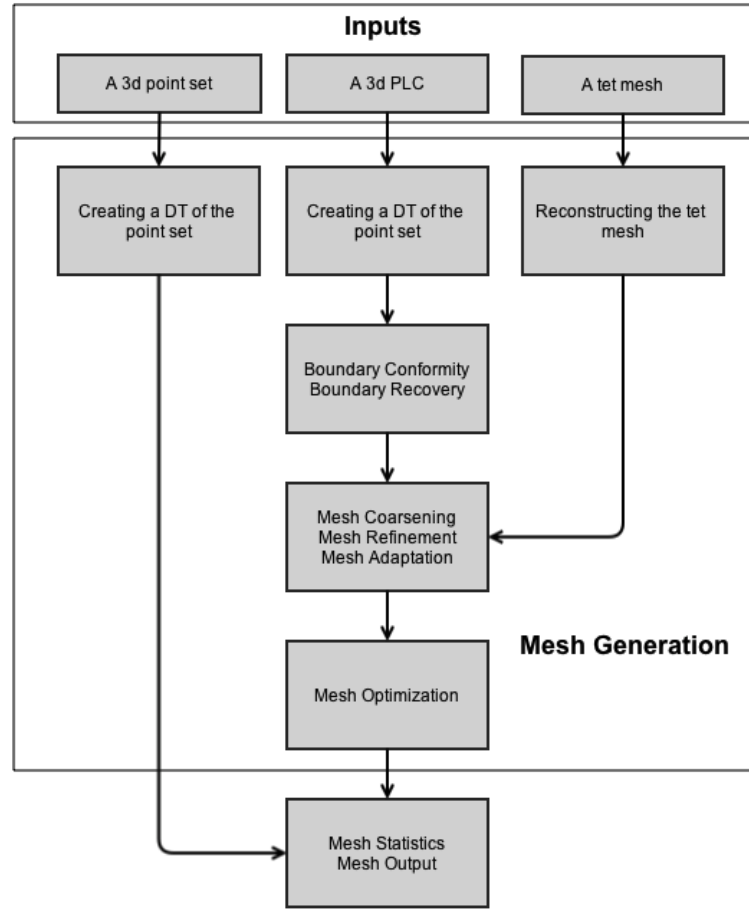 Inputs
A 3d point set
A 3d PLC
A tet mesh
Creating a DT of the
point set
Creating a DT of the
point set
Reconstructing the tet
mesh
Boundary Conformity
Boundary Recovery
Mesh Coarsening
Mesh Refinement
Mesh Adaptation
Mesh Generation
Mesh Optimization
Mesh Statistics
Mesh Output